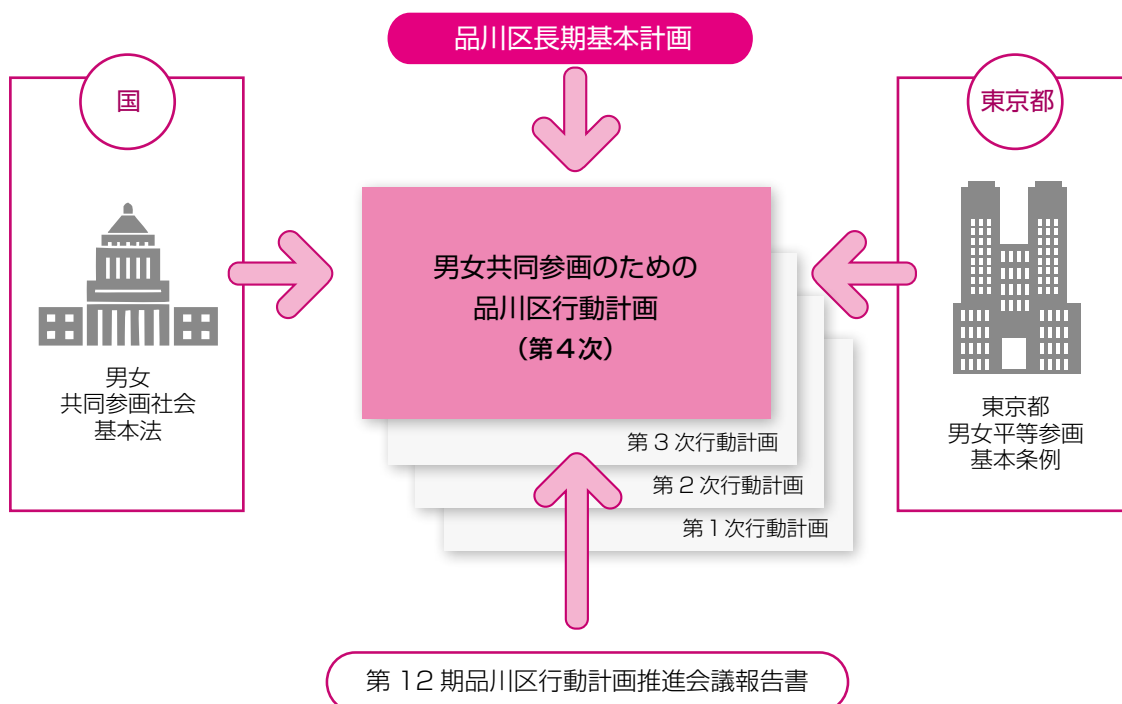 品川区長期基本計画
国
男女
共同参画社会
基本法
男女共同参画のための
品川区行動計画
(第4次)
第3次行動計画
第2次行動計画
第1次行動計画
東京都
東京都
男女平等参画
基本条例
第12期品川区行動計画推進会議報告書